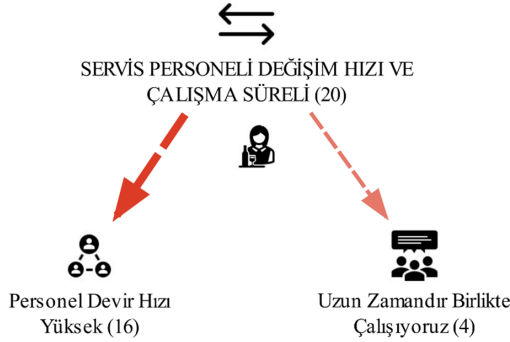 SERVİS PERSONELİ DEĞİŞİM HIZI VE
ÇALIŞMA SÜRELİ (20)
Personel Devir Hızı
Yüksek (16)
Uzun Zamandır Birlikte
Çalışıyoruz (4)